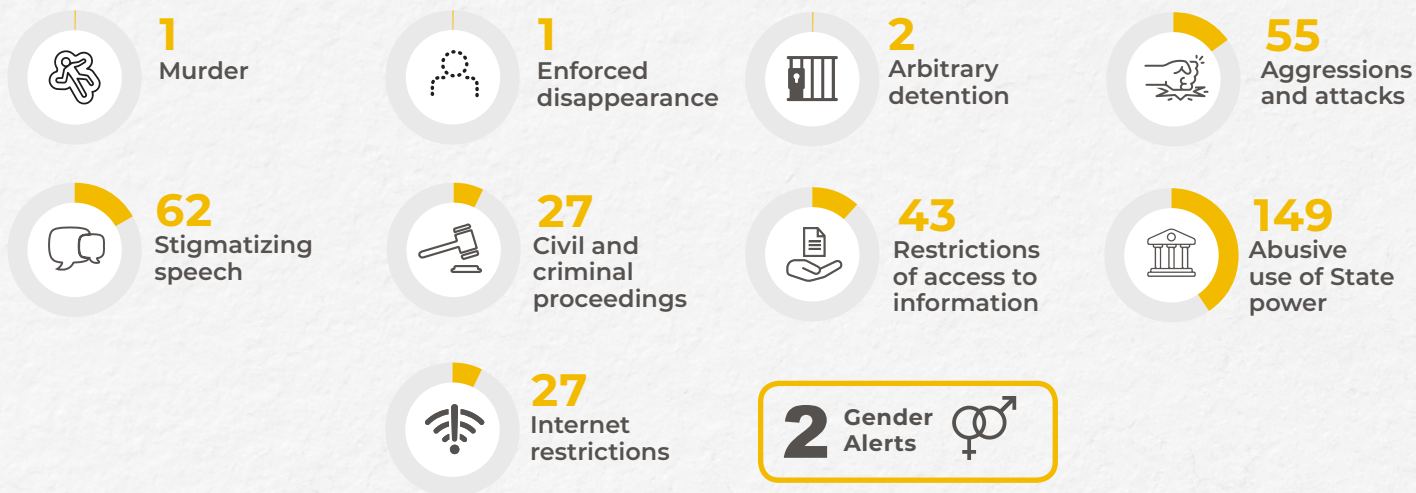 1
Murder
1
Enforced
disappearance
2
Arbitrary
detention
55
Aggressions
and attacks
62
Stigmatizing
speech
27
Civil and
criminal
proceedings
43
Restrictions
of access to
information
149
Abusive
use of State
power
27
Internet
restrictions
2
Gender
Alerts